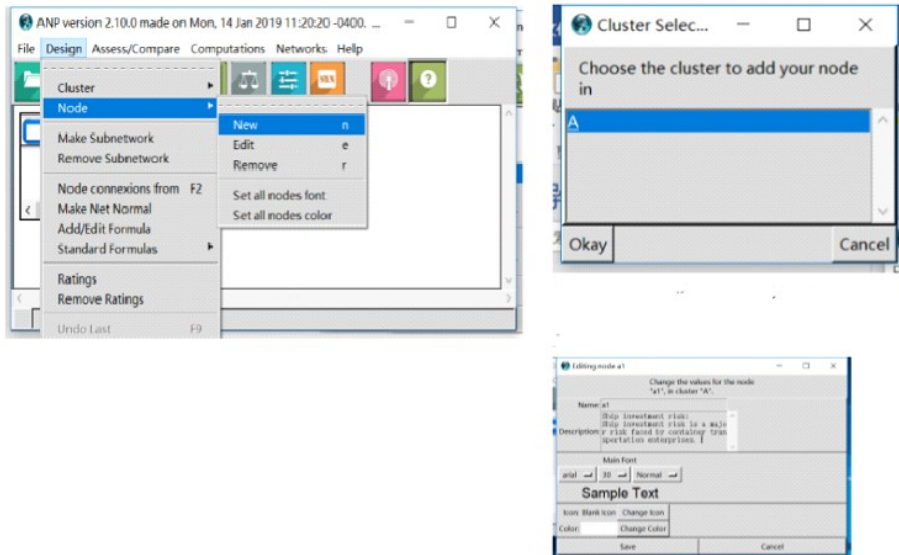 ANP version 2.10.0 made on Mon, 14 Jan 2019 11:20:20 -0400. ...
File Design Assess/Compare Computations Networks Help
Cluster
Node
Make Subnetwork
Remove Subnetwork
Node connexions from F2
Make Net Normal
Add/Edit Formula
Standard Formulas
Ratings
Remove Ratings
Undo Last F9
New n
Edit e
Remove r
Set all nodes font
Set all nodes color
Cluster Selec...
Choose the cluster to add your node
in
A
Okay Cancel
Editing node a1
Change the values for the node
"a1", in cluster "A".
Name: a1
Ship investment risk:
Ship investment risk is a majo
Description: r risk faced by container tran
sportation enterprises.
Main Font
arial 30 Normal
Sample Text
Icon: Blank Icon Change Icon
Color: Change Color
Save Cancel